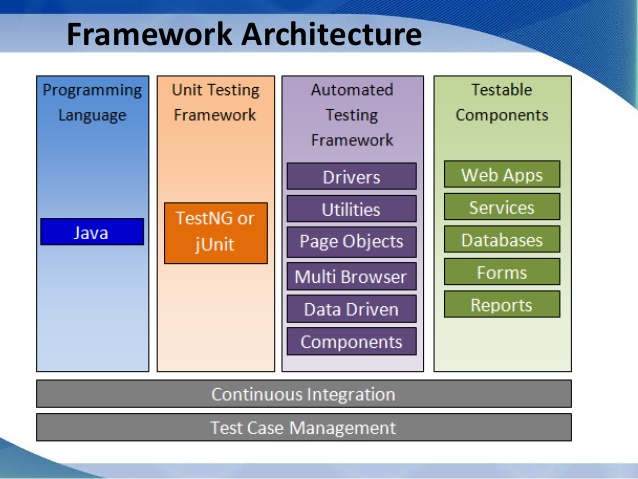 Framework Architecture
Programming
Language
Java
Unit Testing
Framework
TestNG or
jUnit
Automated
Testing
Framework
Drivers
Utilities
Page Objects
Multi Browser
Data Driven
Components
Testable
Components
Web Apps
Services
Databases
Forms
Reports
Continuous Integration
Test Case Management